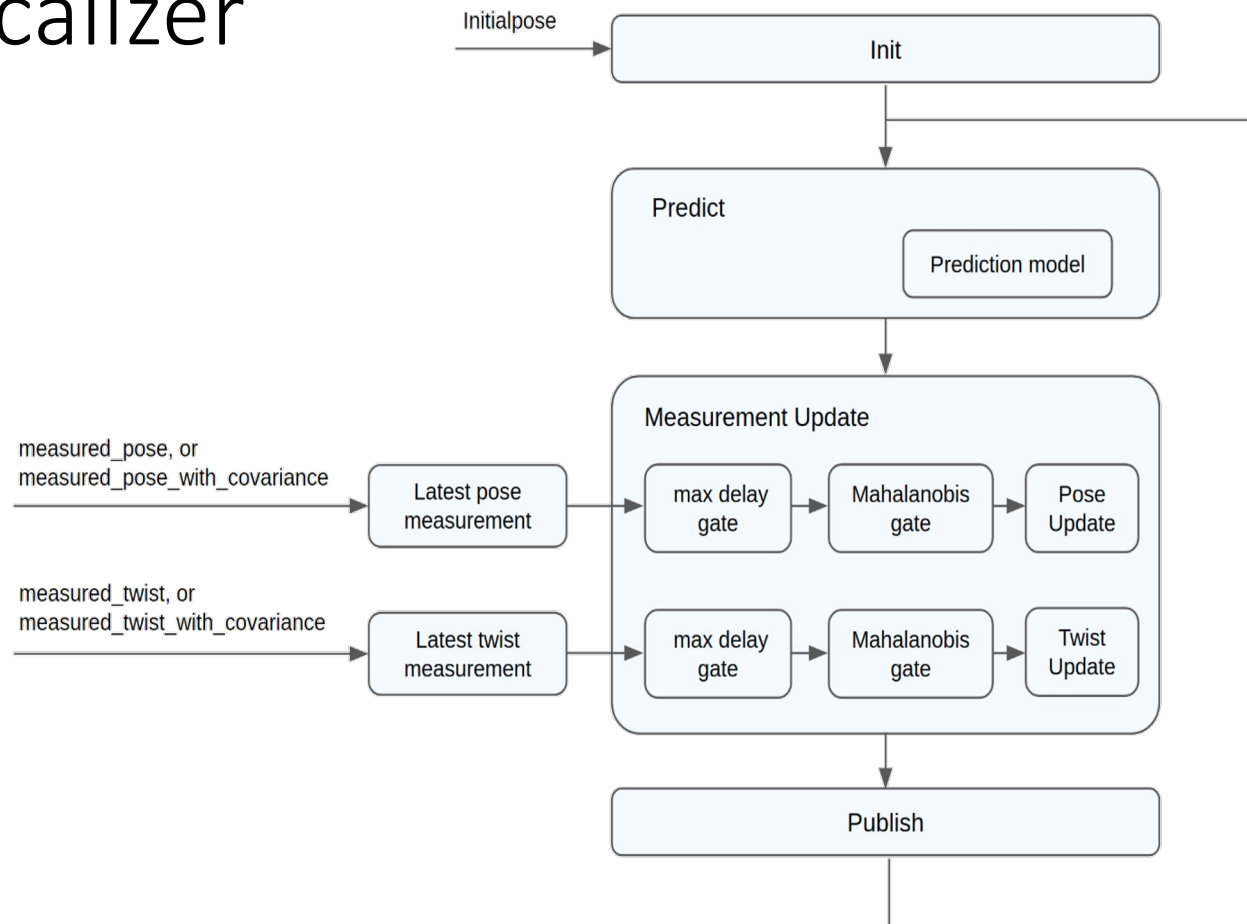 calizer
Initialpose
Init
Predict
Prediction model
Measurement Update
measured_pose, or
measured_pose_with_covariance
Latest pose
measurement
max delay
gate
Mahalanobis
gate
Pose
Update
measured_twist, or
measured_twist_with_covariance
Latest twist
measurement
max delay
gate
Mahalanobis
gate
Twist
Update
Publish